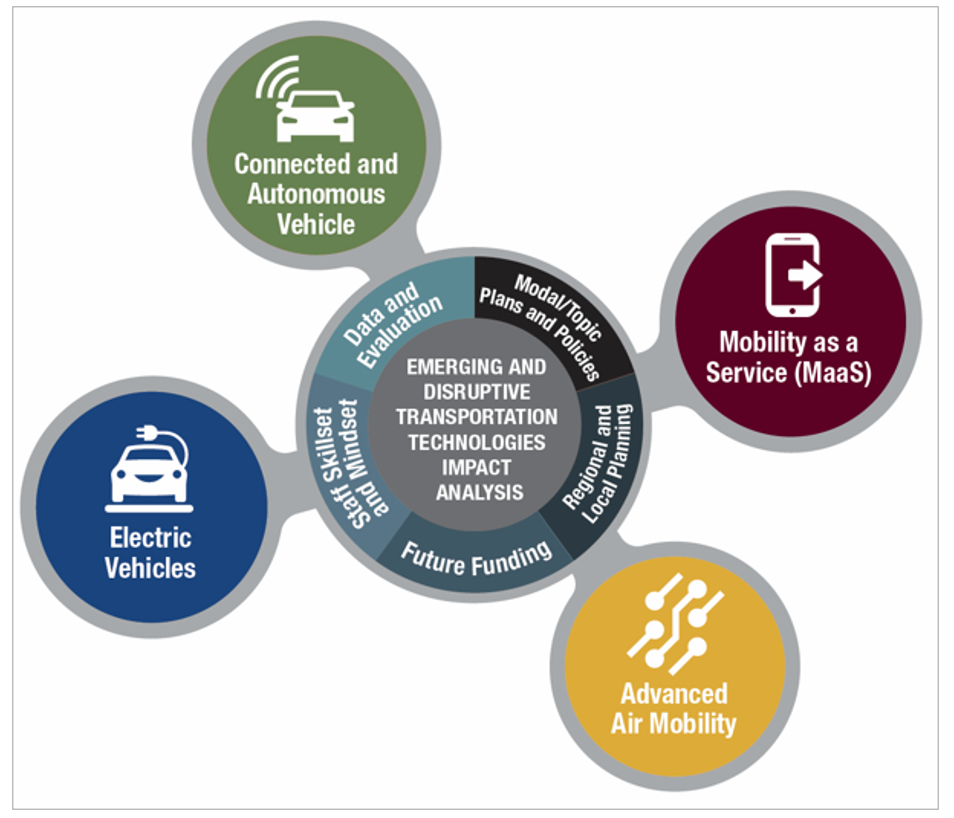 Connected and
Autonomous
Vehicle
Mobility as a
Service (MaaS)
Data and
Evaluation
Modal/Topic
Plans and Policies
EMERGING AND
DISRUPTIVE
TRANSPORTATION
TECHNOLOGIES
IMPACT
ANALYSIS
Staff Skillset
and Mindset
Regional and
Local Planning
Future Funding
Electric
Vehicles
Advanced
Air Mobility